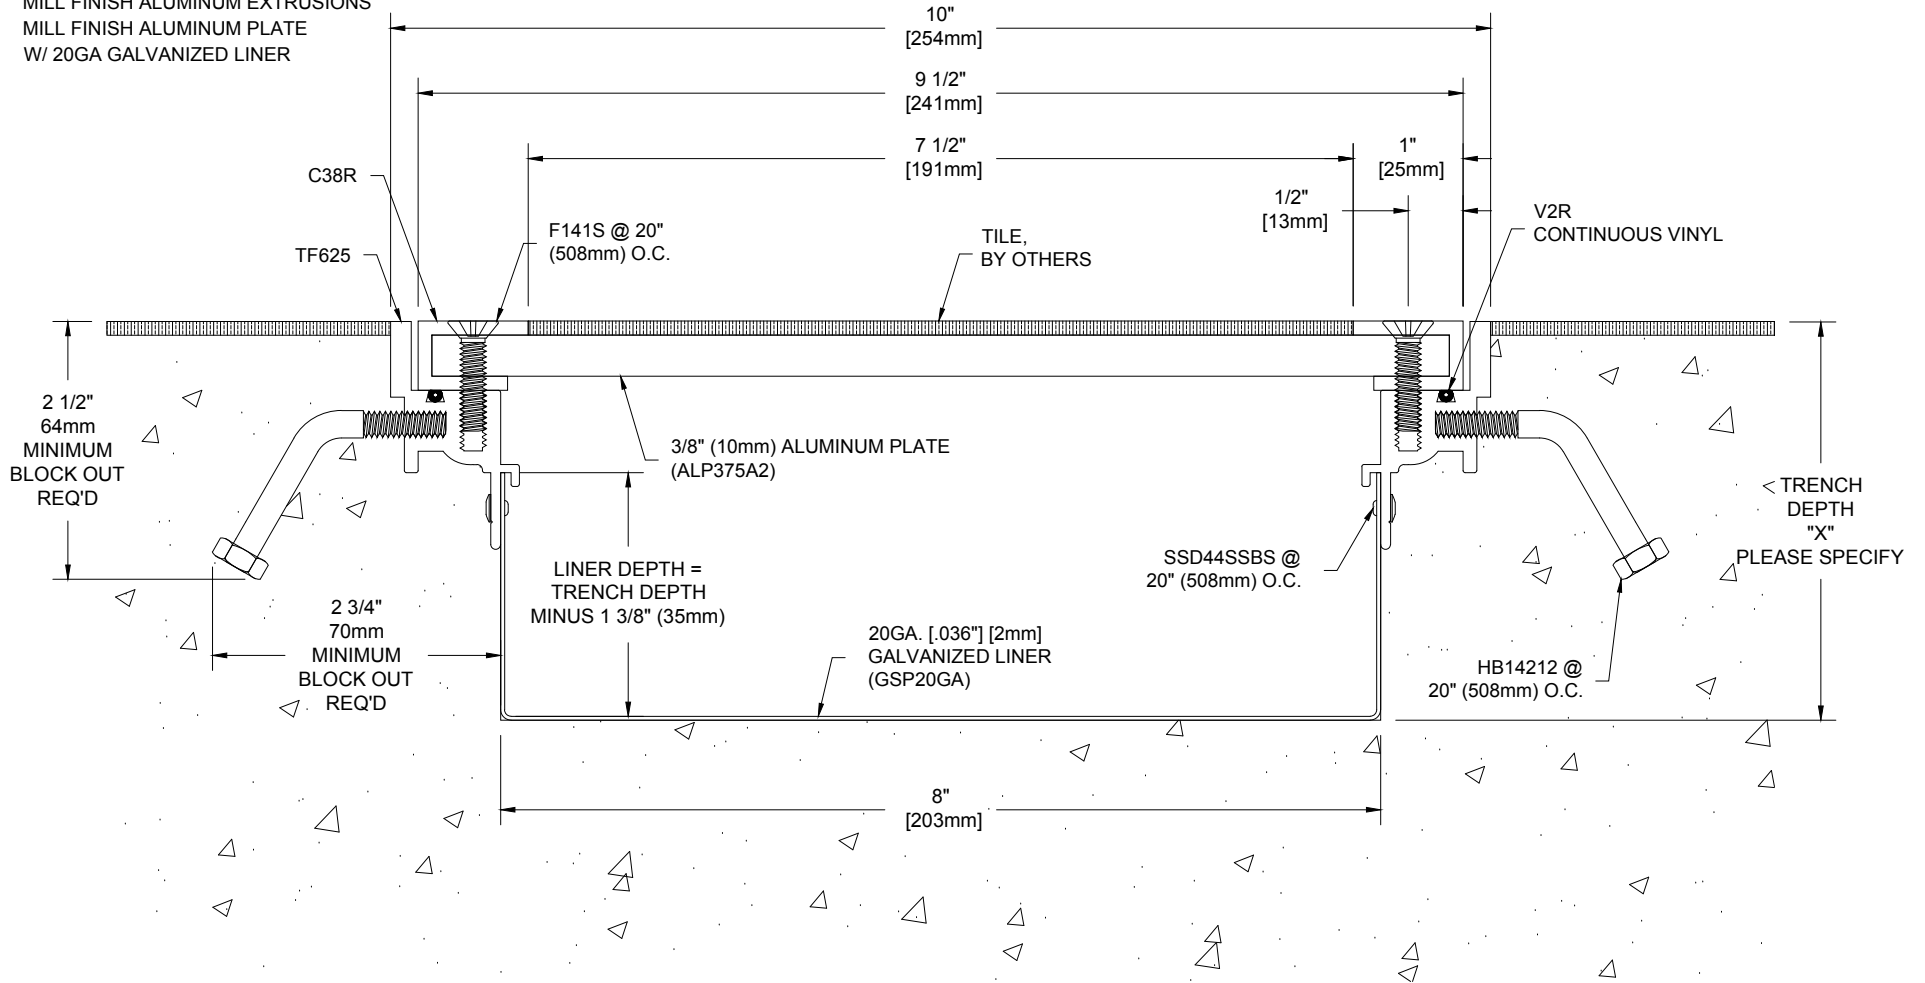 MILL FINISH ALUMINUM EXTRUSIONS
MILL FINISH ALUMINUM PLATE
W/ 20GA GALVANIZED LINER
10"
[254mm]
9 1/2"
[241mm]
7 1/2"
[191mm]
1"
[25mm]
1/2"
[13mm]
C38R
TF625
F141S @ 20"
(508mm) O.C.
TILE,
BY OTHERS
V2R
CONTINUOUS VINYL
2 1/2"
64mm
MINIMUM
BLOCK OUT
REQ'D
3/8" (10mm) ALUMINUM PLATE
(ALP375A2)
TRENCH
DEPTH
"X"
PLEASE SPECIFY
LINER DEPTH =
TRENCH DEPTH
MINUS 1 3/8" (35mm)
SSD44SSBS @
20" (508mm) O.C.
2 3/4"
70mm
MINIMUM
BLOCK OUT
REQ'D
20GA. [.036"] [2mm]
GALVANIZED LINER
(GSP20GA)
HB14212 @
20" (508mm) O.C.
8"
[203mm]